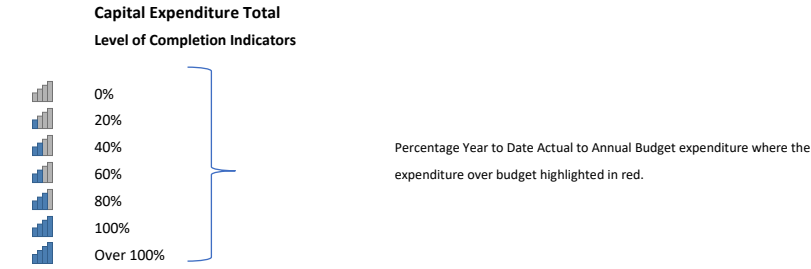 Capital Expenditure Total
Level of Completion Indicators
0%
20%
40%
60%
80%
100%
Over 100%
Percentage Year to Date Actual to Annual Budget expenditure where the
expenditure over budget highlighted in red.